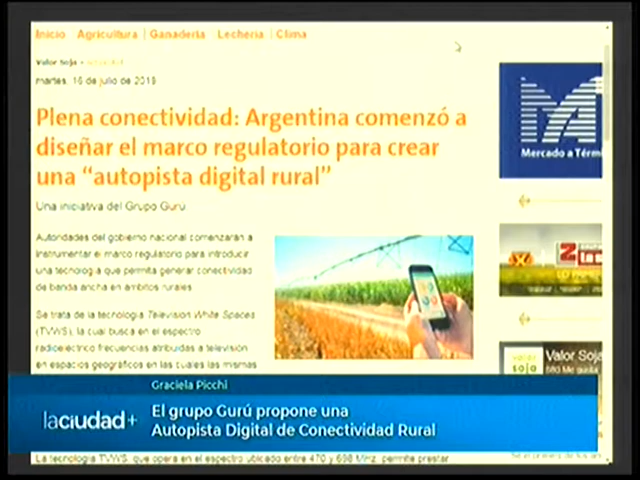 Inicio Agricultura Ganadería Lechería Clima
Valor Soja
martes, 16 de julio de 2019
Plena conectividad: Argentina comenzó a
diseñar el marco regulatorio para crear
una “autopista digital rural”
Una iniciativa del Grupo Gurú
Autoridades del gobierno nacional comenzarán a
instrumentar el marco regulatorio para introducir
una tecnología que permita generar conectividad
de banda ancha en ámbitos rurales.
Se trata de la tecnología Television White Spaces
(TVWS), la cual busca en el espectro
radioeléctrico frecuencias atribuidas a televisión
en espacios geográficos en las cuales las mismas
Mercado a Térmi
Valor Soja
Graciela Picchi
laciudad+
El grupo Gurú propone una
Autopista Digital de Conectividad Rural
La tecnología TVWS, que opera en el espectro ubicado entre 470 y 698 MHz, permite prestar